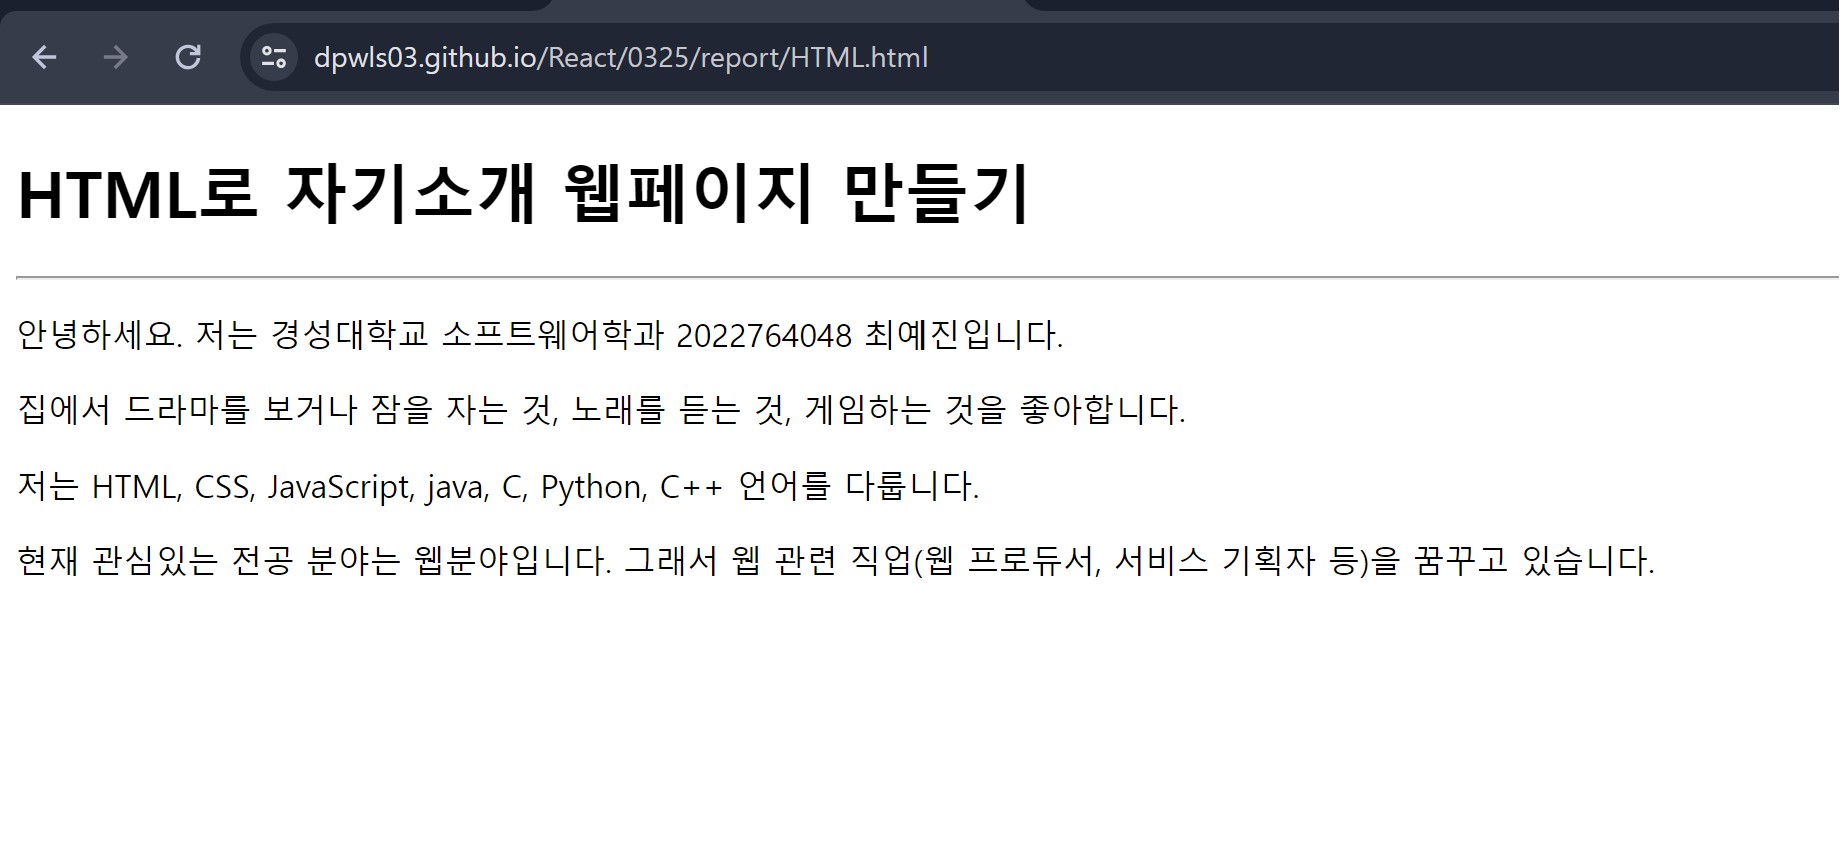 dpwls03.github.io/React/0325/report/HTML.html
HTML로 자기소개 웹페이지 만들기
안녕하세요. 저는 경성대학교 소프트웨어학과 2022764048 최예진입니다.
집에서 드라마를 보거나 잠을 자는 것, 노래를 듣는 것, 게임하는 것을 좋아합니다.
저는 HTML, CSS, JavaScript, java, C, Python, C++ 언어를 다룹니다.
현재 관심있는 전공 분야는 웹분야입니다. 그래서 웹 관련 직업(웹 프로듀서, 서비스 기획자 등)을 꿈꾸고 있습니다.